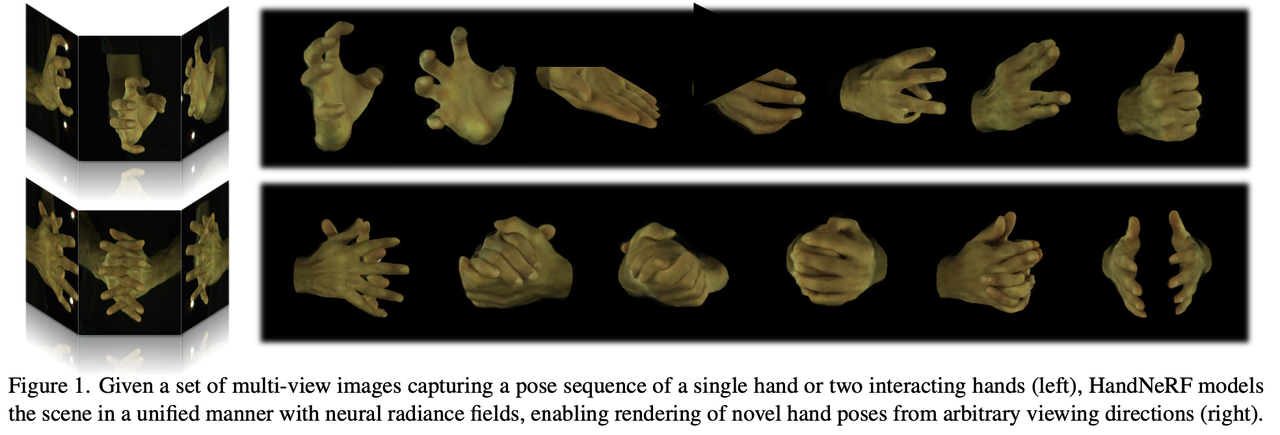 Figure 1. Given a set of multi-view images capturing a pose sequence of a single hand or two interacting hands (left), HandNeRF models
the scene in a unified manner with neural radiance fields, enabling rendering of novel hand poses from arbitrary viewing directions (right).